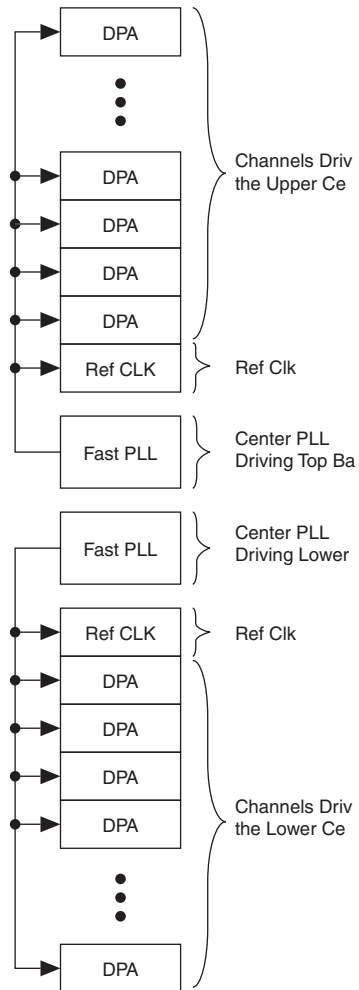 DPA
DPA
DPA
DPA
DPA
Channels Driv
the Upper Ce
Ref CLK
Ref Clk
Fast PLL
Center PLL
Driving Top Ba
Fast PLL
Center PLL
Driving Lower
Ref CLK
Ref Clk
DPA
DPA
DPA
DPA
Channels Driv
the Lower Ce
DPA